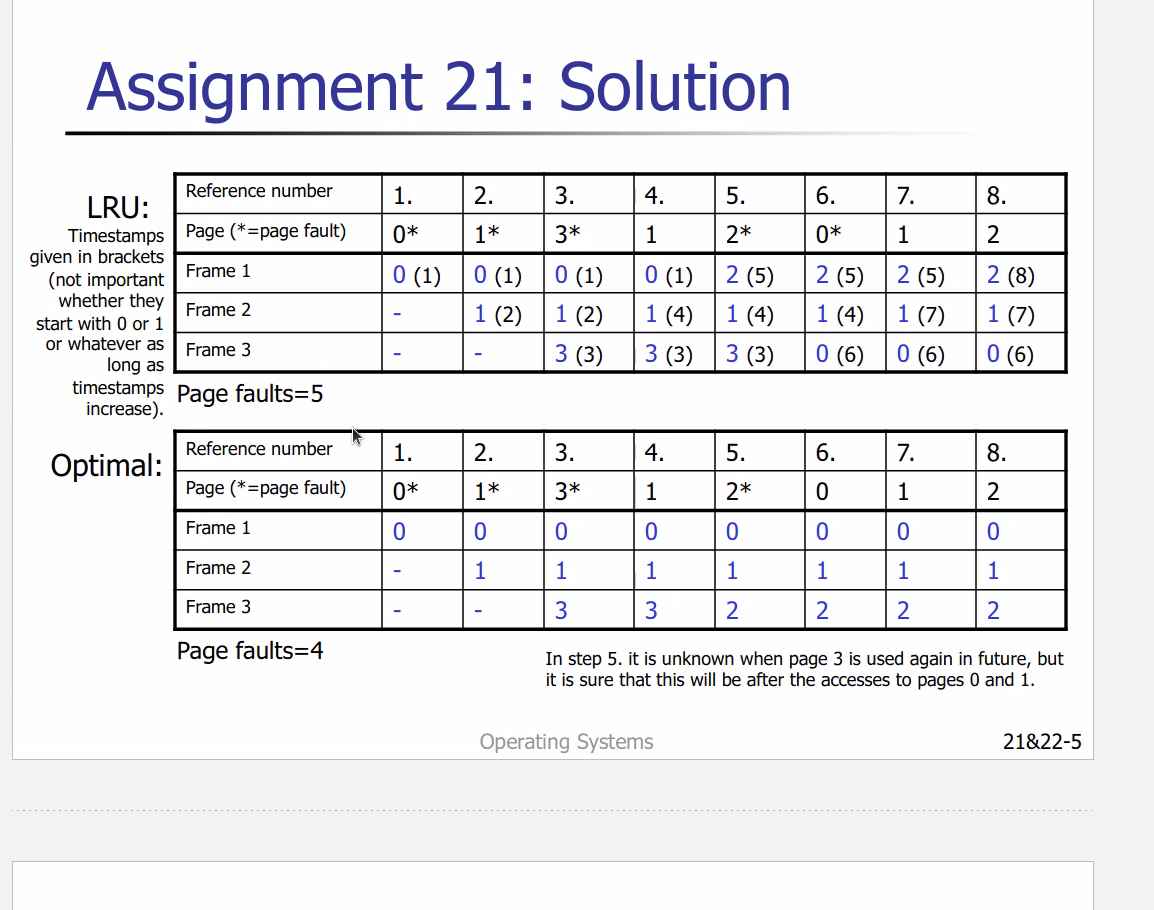 Assignment 21: Solution
LRU:
Timestamps
given in brackets
(not important
whether they
start with 0 or 1
or whatever as
long as
timestamps
increase).
Reference number 1. 2. 3. 4. 5. 6. 7. 8.
Page (*=page fault) 0* 1* 3* 1 2* 0* 1 2
Frame 1 0 (1) 0 (1) 0 (1) 0 (1) 2 (5) 2 (5) 2 (5) 2 (8)
Frame 2 - 1 (2) 1 (2) 1 (4) 1 (4) 1 (4) 1 (7) 1 (7)
Frame 3 - - 3 (3) 3 (3) 3 (3) 0 (6) 0 (6) 0 (6)
Page faults=5
Optimal:
Reference number 1. 2. 3. 4. 5. 6. 7. 8.
Page (*=page fault) 0* 1* 3* 1 2* 0 1 2
Frame 1 0 0 0 0 0 0 0 0
Frame 2 - 1 1 1 1 1 1 1
Frame 3 - - 3 3 2 2 2 2
Page faults=4
In step 5. it is unknown when page 3 is used again in future, but
it is sure that this will be after the accesses to pages 0 and 1.
Operating Systems
21&22-5